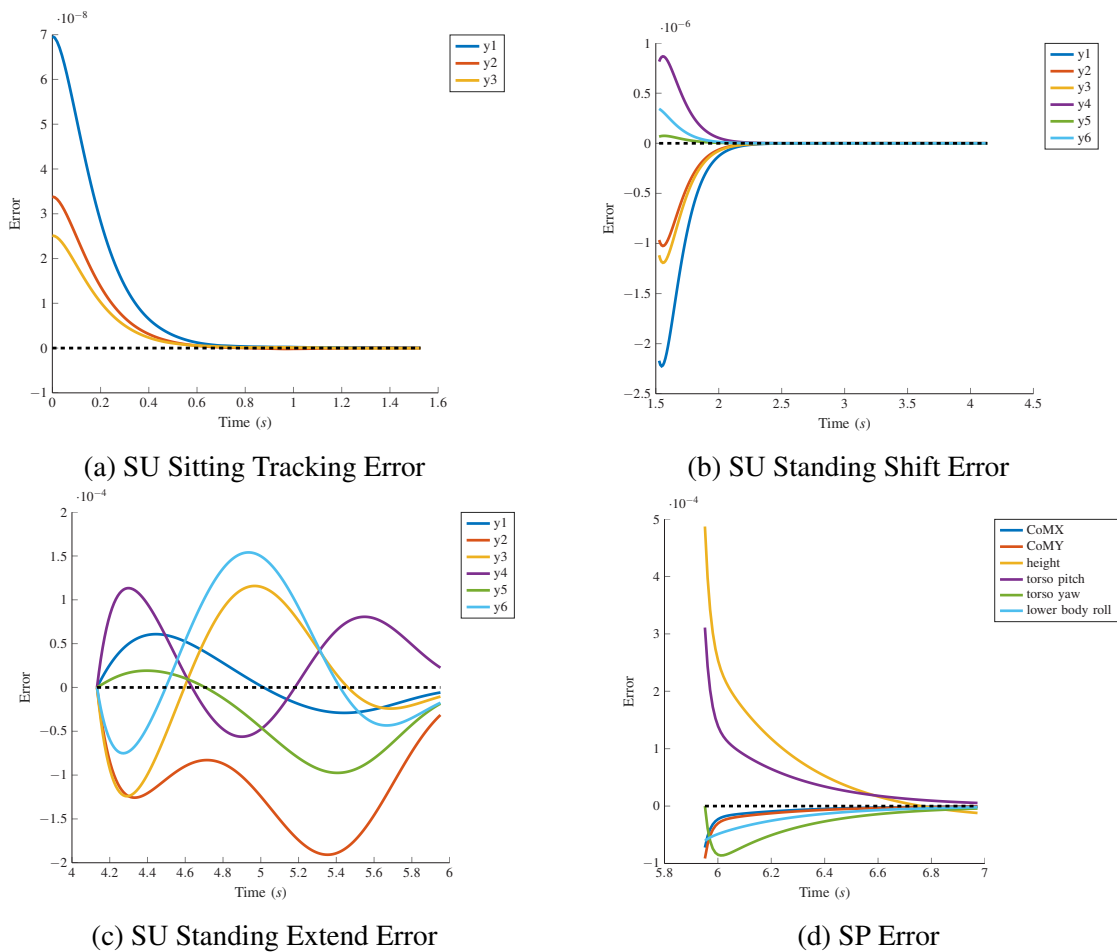 ·10−8
7
6
5
4
3
2
1
0
−1
Error
0
0.2
0.4
0.6
0.8
1
1.2
1.4
1.6
Time (s)
y1
y2
y3
(a) SU Sitting Tracking Error
·10−6
1
0.5
0
−0.5
−1
−1.5
−2
−2.5
Error
1.5
2
2.5
3
3.5
4
4.5
Time (s)
y1
y2
y3
y4
y5
y6
(b) SU Standing Shift Error
·10−4
2
1.5
1
0.5
0
−0.5
−1
−1.5
−2
Error
4
4.2
4.4
4.6
4.8
5
5.2
5.4
5.6
5.8
6
Time (s)
y1
y2
y3
y4
y5
y6
(c) SU Standing Extend Error
·10−4
5
4
3
2
1
0
−1
Error
5.8
6
6.2
6.4
6.6
6.8
7
Time (s)
CoMX
CoMY
height
torso pitch
torso yaw
lower body roll
(d) SP Error